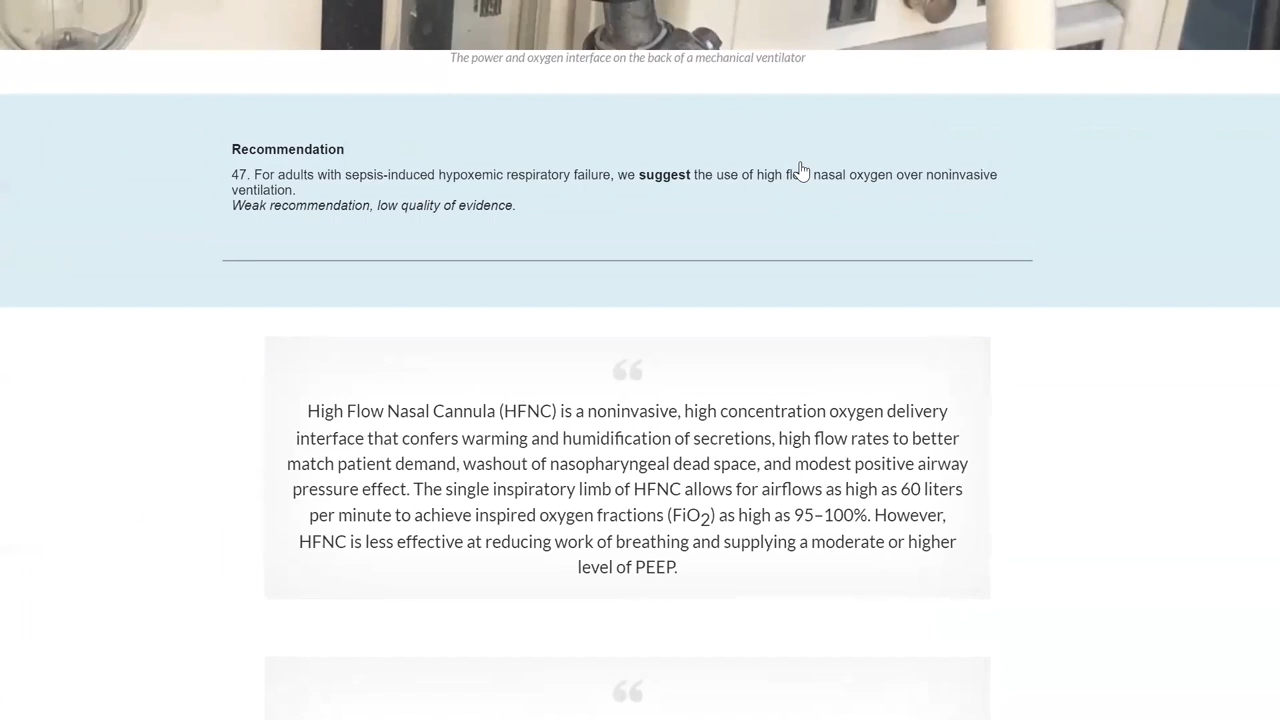 The power and oxygen interface on the back of a mechanical ventilator
Recommendation
47. For adults with sepsis-induced hypoxemic respiratory failure, we suggest the use of high flow nasal oxygen over noninvasive
ventilation.
Weak recommendation, low quality of evidence.
“
High Flow Nasal Cannula (HFNC) is a noninvasive, high concentration oxygen delivery
interface that confers warming and humidification of secretions, high flow rates to better
match patient demand, washout of nasopharyngeal dead space, and modest positive airway
pressure effect. The single inspiratory limb of HFNC allows for airflows as high as 60 liters
per minute to achieve inspired oxygen fractions (FiO2) as high as 95–100%. However,
HFNC is less effective at reducing work of breathing and supplying a moderate or higher
level of PEEP.
“